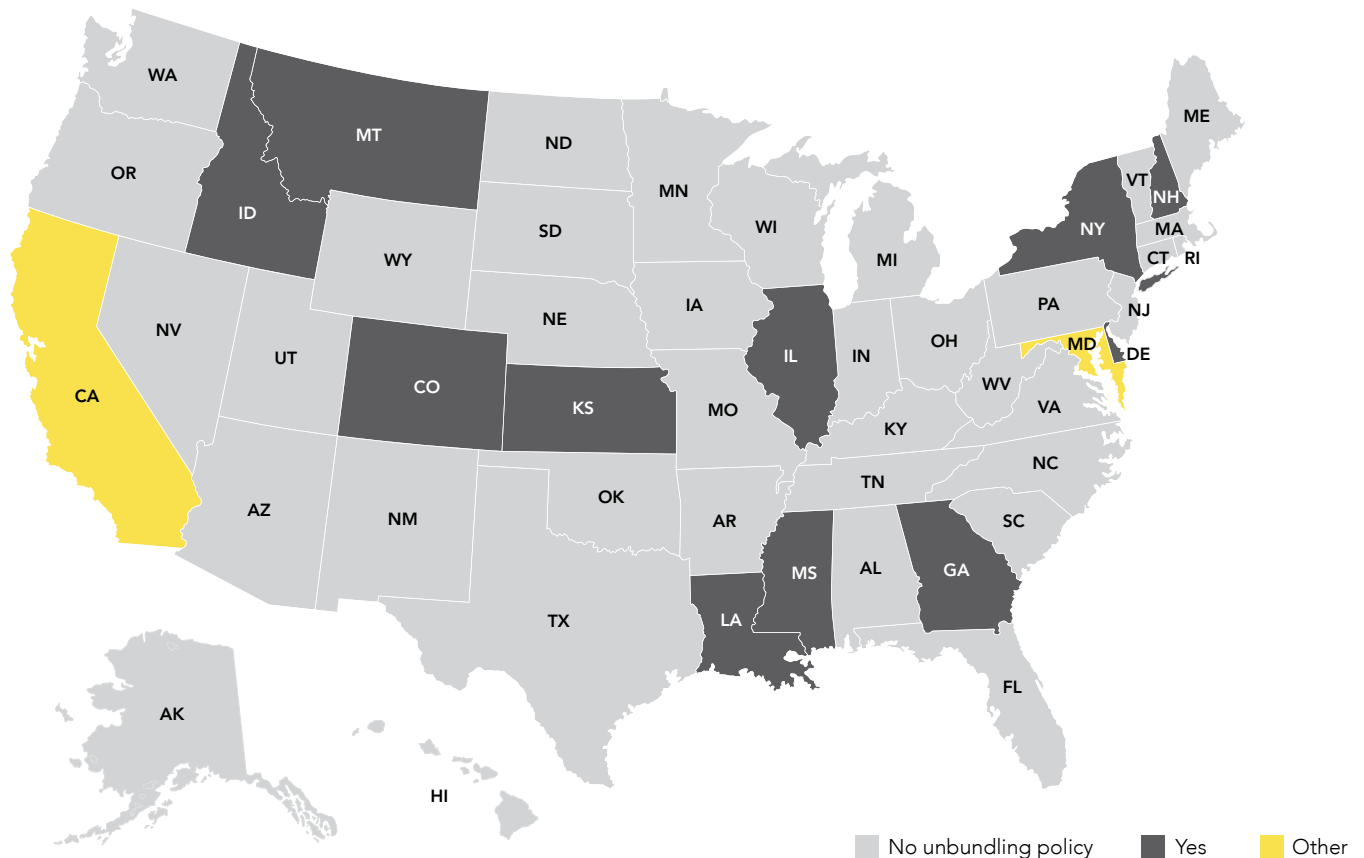 WA
MT
ME
ND
OR
MN
VT
ID
NH
WI
SD
NY
MA
WY
MI
CT
RI
IA
PA
NE
NJ
NV
OH
MD
UT
IL
IN
DE
CO
WV
CA
KS
MO
VA
KY
NC
TN
OK
AZ
NM
AR
SC
MS
AL
GA
LA
TX
FL
AK
HI
No unbundling policy
Yes
Other